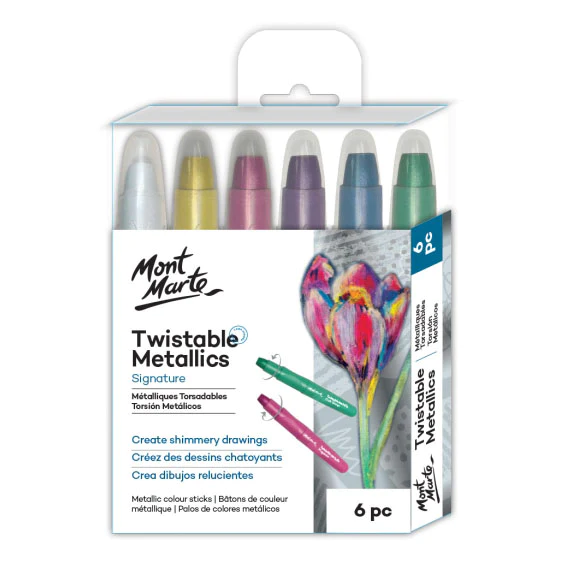 Mont
Marte
Twistable
Metallics
Signature
Métalliques Torsadables
Torsión Metálicos
Create shimmery drawings
Créez des dessins chatoyants
Crea dibujos relucientes
Metallic colour sticks | Bâtons de couleur
métallique | Palos de colores metálicos
6 pc
6
pc
Métalliques
Torsadables
Torsión
Metálicos
Twistable
Metallics
Mont
Marte